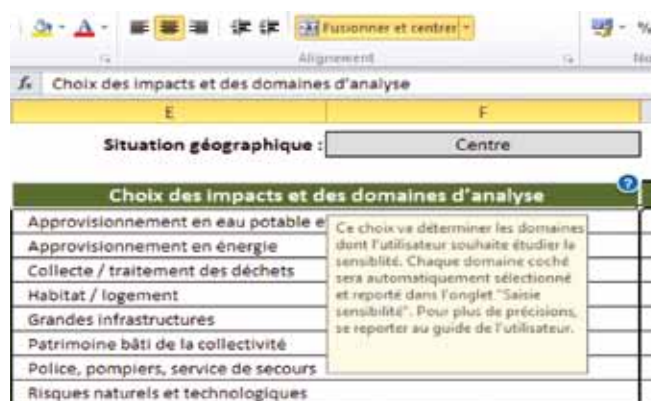 Fusionner et centrer
%
Alignement
fx Choix des impacts et des domaines d'analyse
E F
Situation géographique : Centre
Choix des impacts et des domaines d'analyse ?
Approvisionnement en eau potable e
Approvisionnement en énergie
Collecte / traitement des déchets
Habitat / logement
Grandes infrastructures
Patrimoine bâti de la collectivité
Police, pompiers, service de secours
Risques naturels et technologiques
Ce choix va déterminer les domaines
dont l'utilisateur souhaite étudier la
sensiblité. Chaque domaine coché
sera automatiquement sélectionné
et reporté dans l'onglet "Saisie
sensibilité". Pour plus de précisions,
se reporter au guide de l'utilisateur.